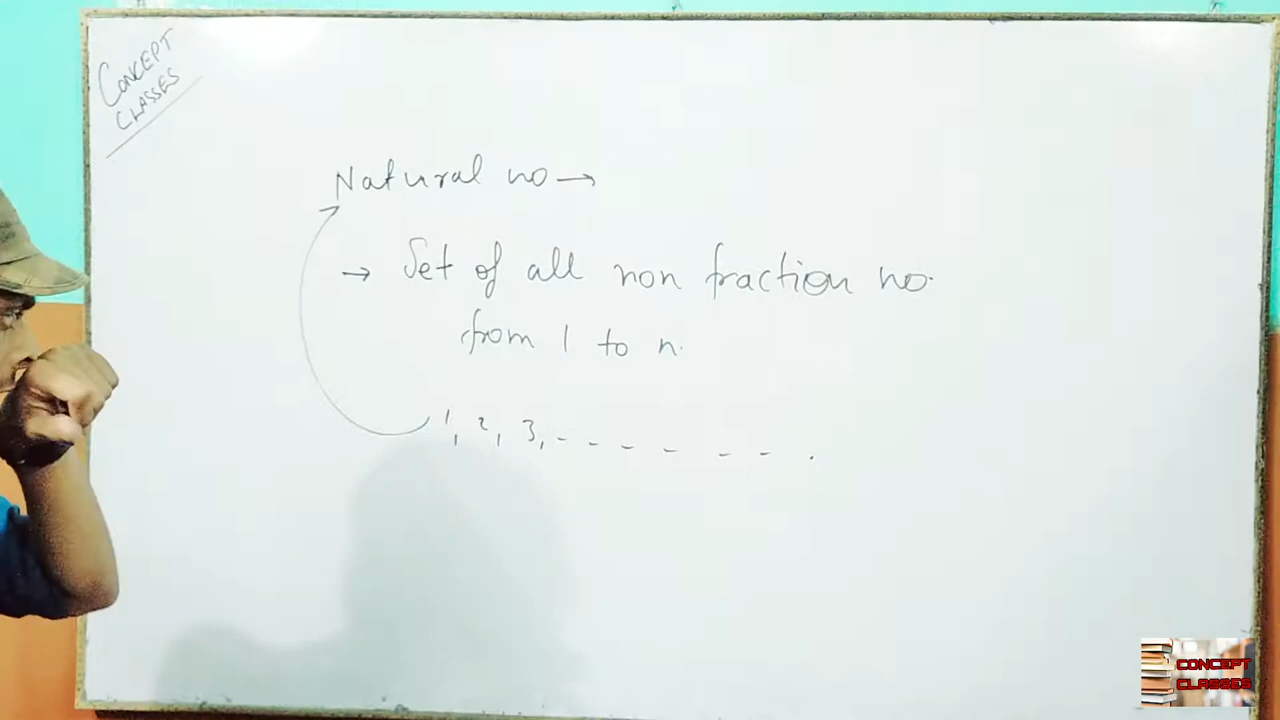 CONCEPT
CLASSES
Natural no →
→ Set of all non fraction no.
from 1 to n.
1, 2, 3, - - - - - - .
CONCEPT
CLASSES